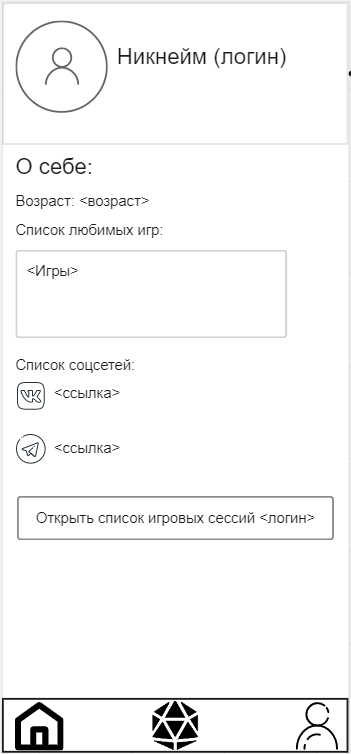 Никнейм (логин)
О себе:
Возраст: <возраст>
Список любимых игр:
<Игры>
Список соцсетей:
<ссылка>
<ссылка>
Открыть список игровых сессий <логин>